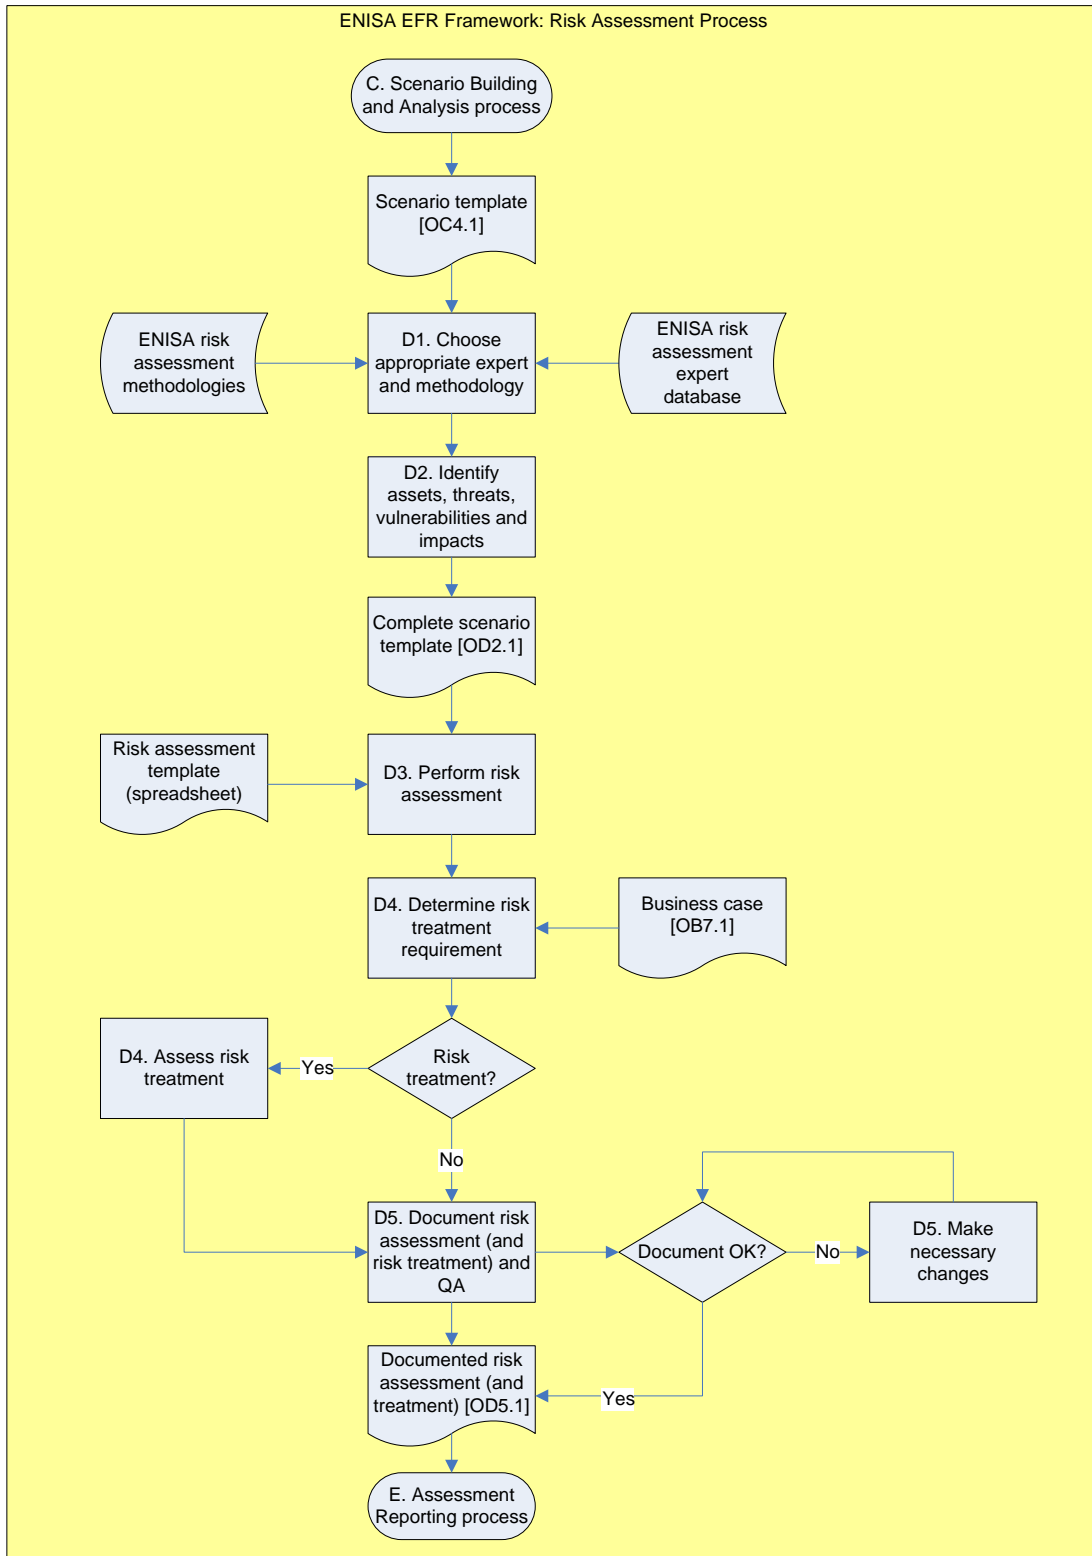 ENISA EFR Framework: Risk Assessment Process
C. Scenario Building
and Analysis process
Scenario template
[OC4.1]
ENISA risk
assessment
methodologies
D1. Choose
appropriate expert
and methodology
ENISA risk
assessment
expert
database
D2. Identify
assets, threats,
vulnerabilities and
impacts
Complete scenario
template [OD2.1]
Risk assessment
template
(spreadsheet)
D3. Perform risk
assessment
D4. Determine risk
treatment
requirement
Business case
[OB7.1]
D4. Assess risk
treatment
Yes
Risk
treatment?
No
D5. Document risk
assessment (and
risk treatment) and
QA
Document OK?
No
D5. Make
necessary
changes
Documented risk
assessment (and
treatment) [OD5.1]
Yes
E. Assessment
Reporting process